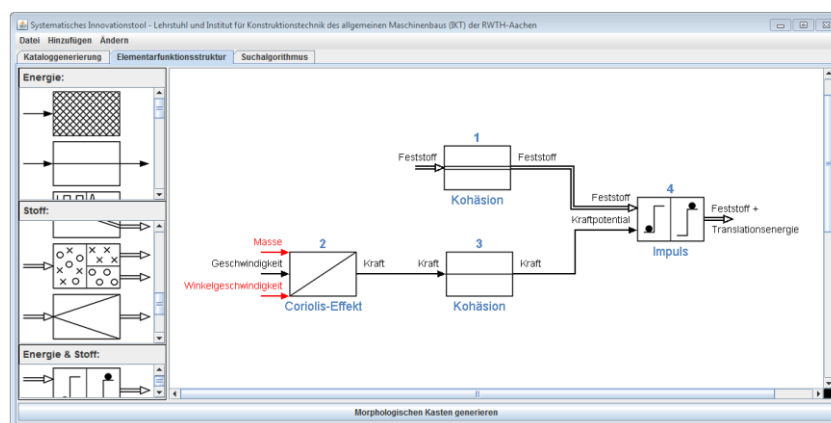 Systematisches Innovationstool - Lehrstuhl und Institut für Konstruktionstechnik des allgemeinen Maschinenbaus (IKT) der RWTH-Aachen
Datei Hinzufügen Ändern
Kataloggenerierung Elementarfunktionsstruktur Suchalgorithmus
Energie:
Stoff:
Energie & Stoff:
1
Feststoff Feststoff
Kohäsion
4
Feststoff
Feststoff +
Kraftpotential
Translationsenergie
Impuls
2
Masse
Geschwindigkeit
Kraft
Winkelgeschwindigkeit
Coriolis-Effekt
3
Kraft Kraft
Kohäsion
Morphologischen Kasten generieren